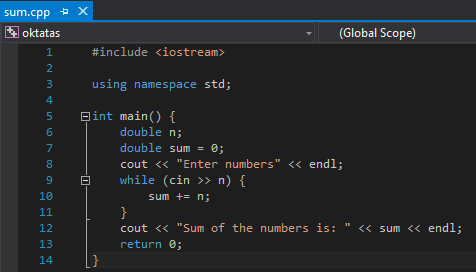 sum.cpp
oktatas (Global Scope)
1 #include <iostream>
2
3 using namespace std;
4
5 int main() {
6 double n;
7 double sum = 0;
8 cout << "Enter numbers" << endl;
9 while (cin >> n) {
10 sum += n;
11 }
12 cout << "Sum of the numbers is: " << sum << endl;
13 return 0;
14 }